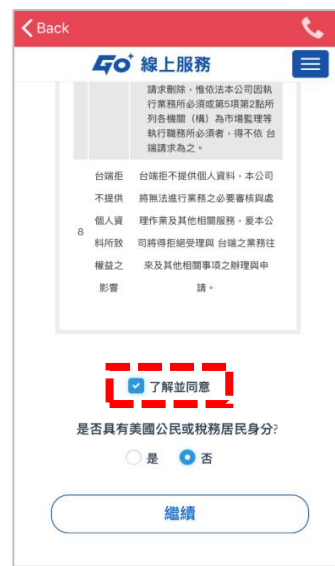 Back
Go+ 線上服務
請求刪除，惟依法本公司因執
行業務所必須或第5項第2點所
列各機關（構）為市場監理等
執行職務所必須者，得不依 台
端請求為之。
8
台端拒
不提供
個人資
料所致
權益之
影響
台端拒不提供個人資料，本公司
將無法進行業務之必要審核與處
理作業及其他相關服務，爰本公
司將得拒絕受理與 台端之業務往
來及其他相關事項之辦理與申
請。
了解並同意
是否具有美國公民或稅務居民身分?
是 否
繼續